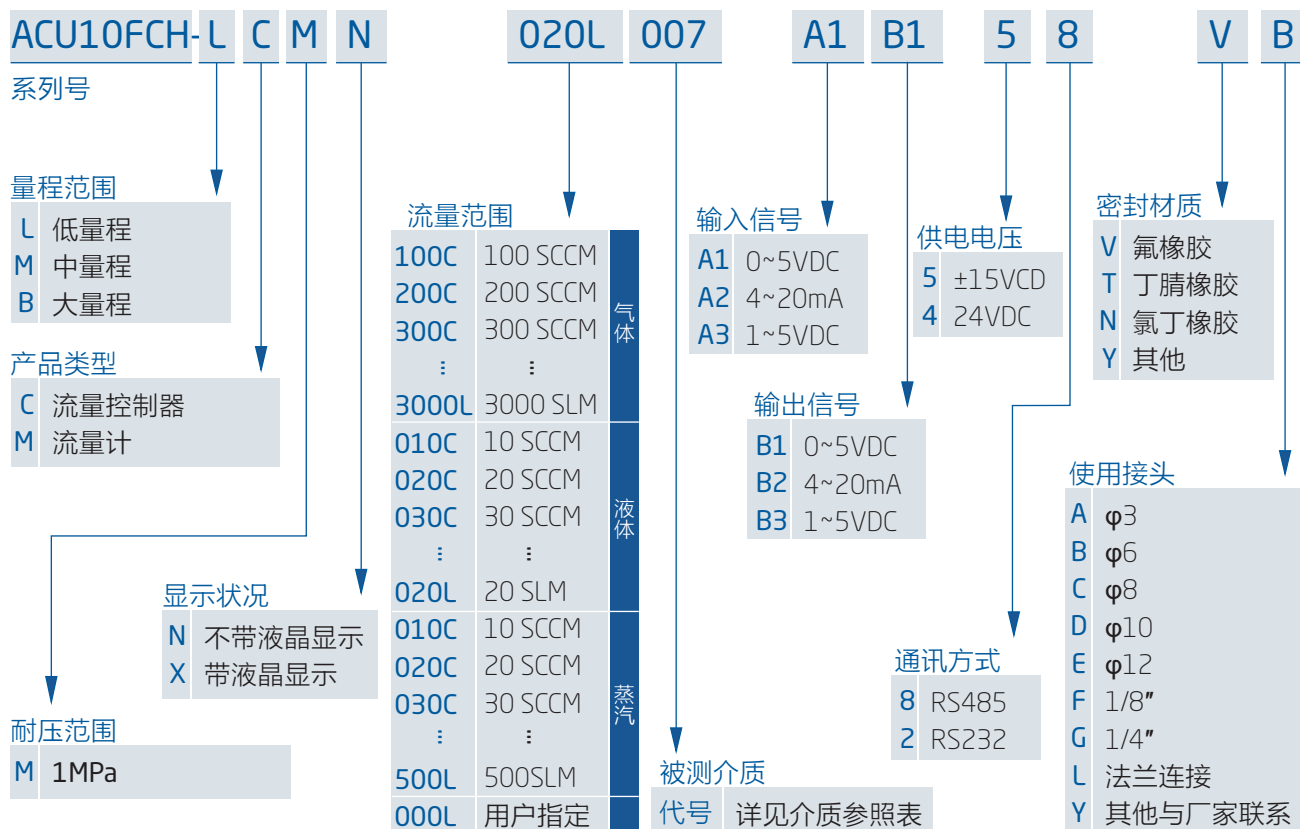 ACU10FCH- L C M N 020L 007 A1 B1 5 8 V B
系列号
量程范围
L 低量程
M 中量程
B 大量程
产品类型
C 流量控制器
M 流量计
显示状况
N 不带液晶显示
X 带液晶显示
耐压范围
M 1MPa
流量范围
100C 100 SCCM
200C 200 SCCM
300C 300 SCCM
⋮ ⋮
3000L 3000 SLM
气体
010C 10 SCCM
020C 20 SCCM
030C 30 SCCM
⋮ ⋮
020L 20 SLM
液体
010C 10 SCCM
020C 20 SCCM
030C 30 SCCM
⋮ ⋮
500L 500SLM
蒸汽
000L 用户指定
被测介质
代号 详见介质参照表
输入信号
A1 0~5VDC
A2 4~20mA
A3 1~5VDC
输出信号
B1 0~5VDC
B2 4~20mA
B3 1~5VDC
供电电压
5 ±15VCD
4 24VDC
通讯方式
8 RS485
2 RS232
密封材质
V 氟橡胶
T 丁腈橡胶
N 氯丁橡胶
Y 其他
使用接头
A φ3
B φ6
C φ8
D φ10
E φ12
F 1/8″
G 1/4″
L 法兰连接
Y 其他与厂家联系